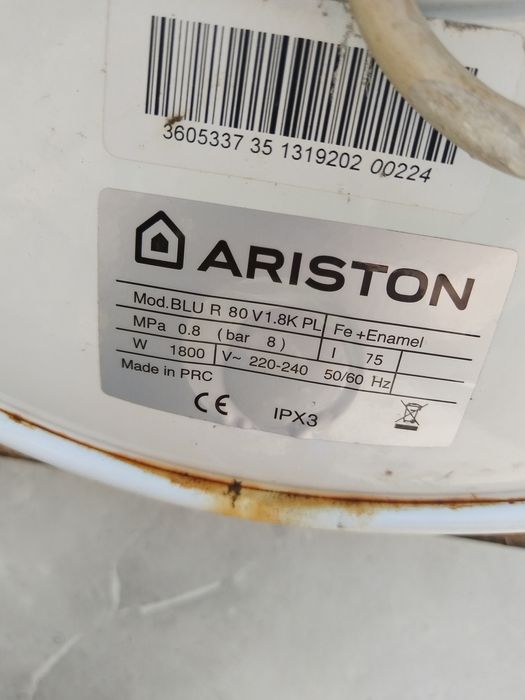 3605337 35 1319202 00224
ARISTON
Mod.BLU R 80 V1.8K PL Fe+Enamel
MPa 0.8 (bar 8) l 75
W 1800 V~ 220-240 50/60 Hz
Made in PRC
CE IPX3